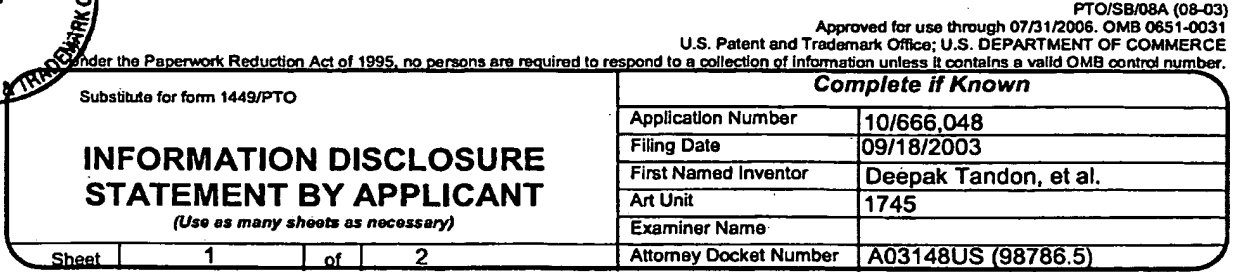 PTO/SB/08A (08-03)
Approved for use through 07/31/2006. OMB 0651-0031
U.S. Patent and Trademark Office; U.S. DEPARTMENT OF COMMERCE
Under the Paperwork Reduction Act of 1995, no persons are required to respond to a collection of information unless it contains a valid OMB control number.
Substitute for form 1449/PTO
INFORMATION DISCLOSURE
STATEMENT BY APPLICANT
(Use as many sheets as necessary)
Sheet 1 of 2
Complete if Known
Application Number 10/666,048
Filing Date 09/18/2003
First Named Inventor Deepak Tandon, et al.
Art Unit 1745
Examiner Name
Attorney Docket Number A03148US (98786.5)